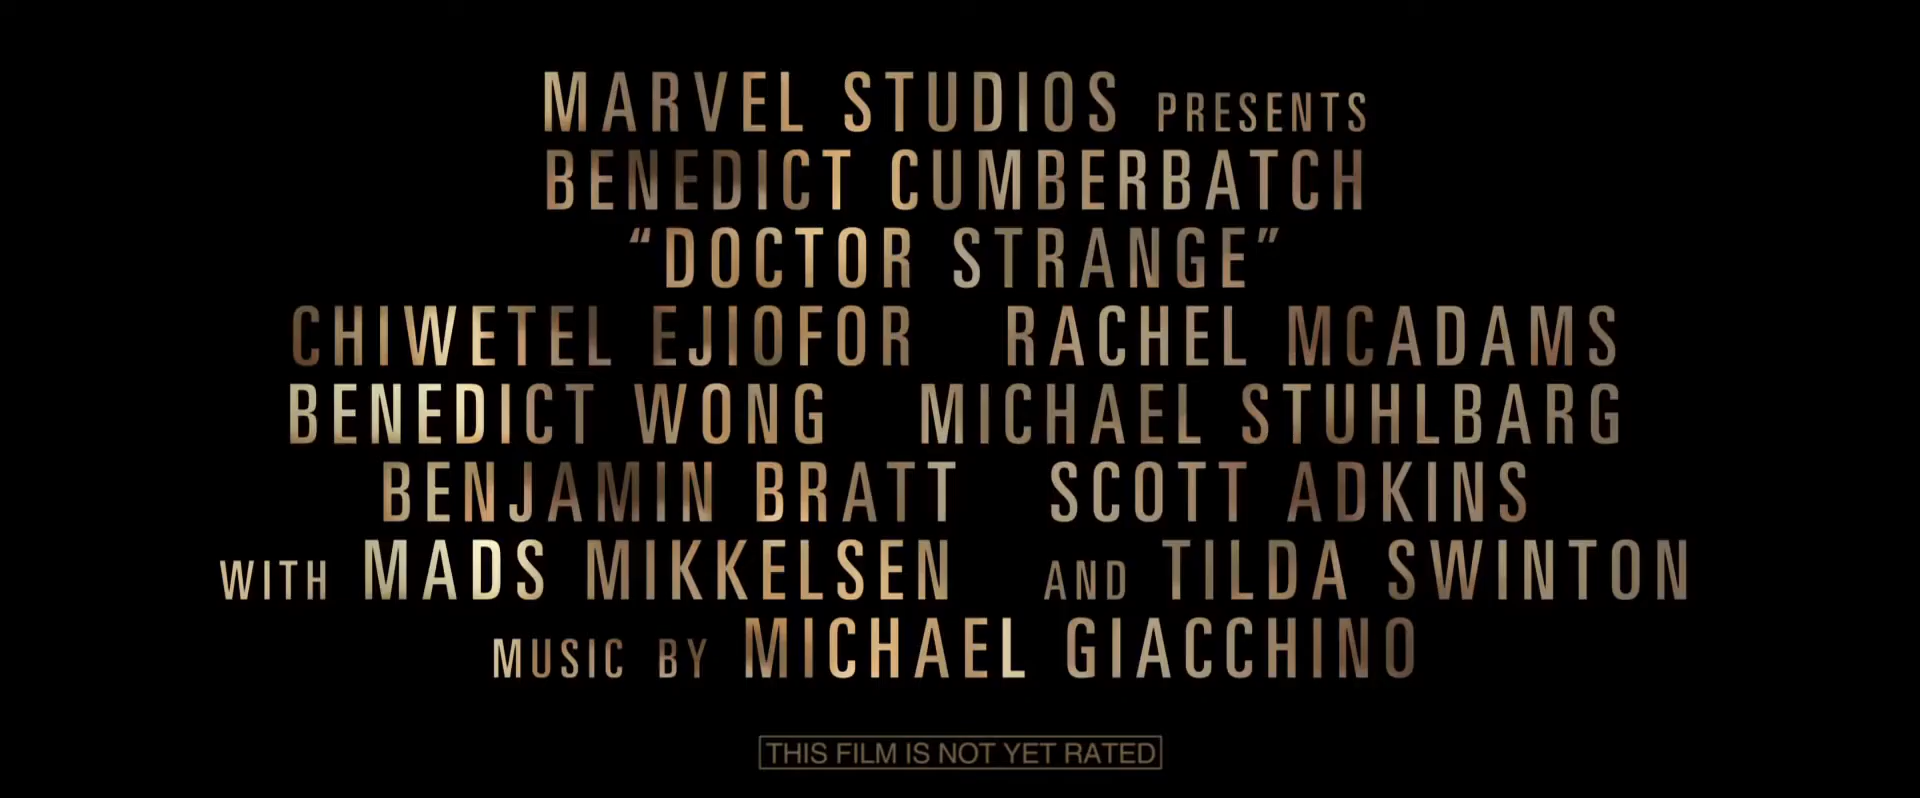 MARVEL STUDIOS PRESENTS
BENEDICT CUMBERBATCH
“DOCTOR STRANGE”
CHIWETEL EJIOFOR RACHEL MCADAMS
BENEDICT WONG MICHAEL STUHLBARG
BENJAMIN BRATT SCOTT ADKINS
WITH MADS MIKKELSEN AND TILDA SWINTON
MUSIC BY MICHAEL GIACCHINO
THIS FILM IS NOT YET RATED